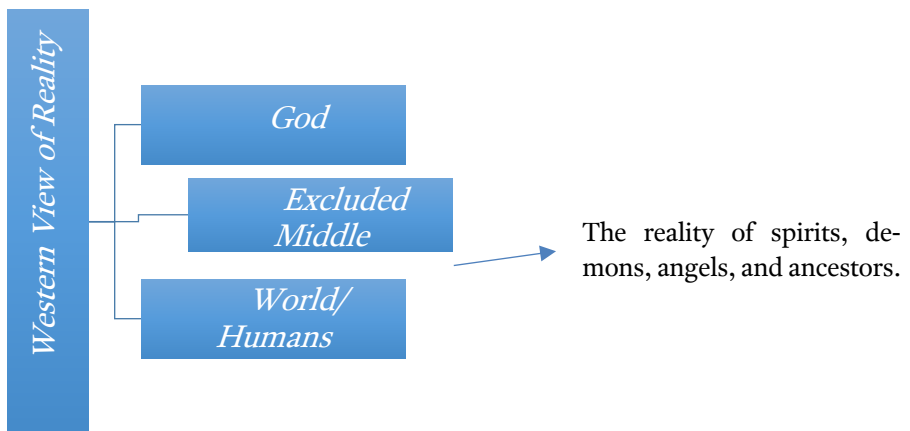 Western View of Reality
God
Excluded
Middle
World/
Humans
The reality of spirits, de-
mons, angels, and ancestors.